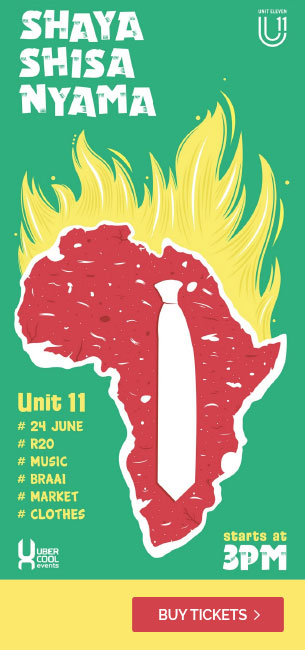 SHAYA
SHISA
NYAMA
UNIT ELEVEN
U11
Unit 11
# 24 JUNE
# R20
# MUSIC
# BRAAI
# MARKET
# CLOTHES
UBER
COOL
events
starts at
3PM
BUY TICKETS >